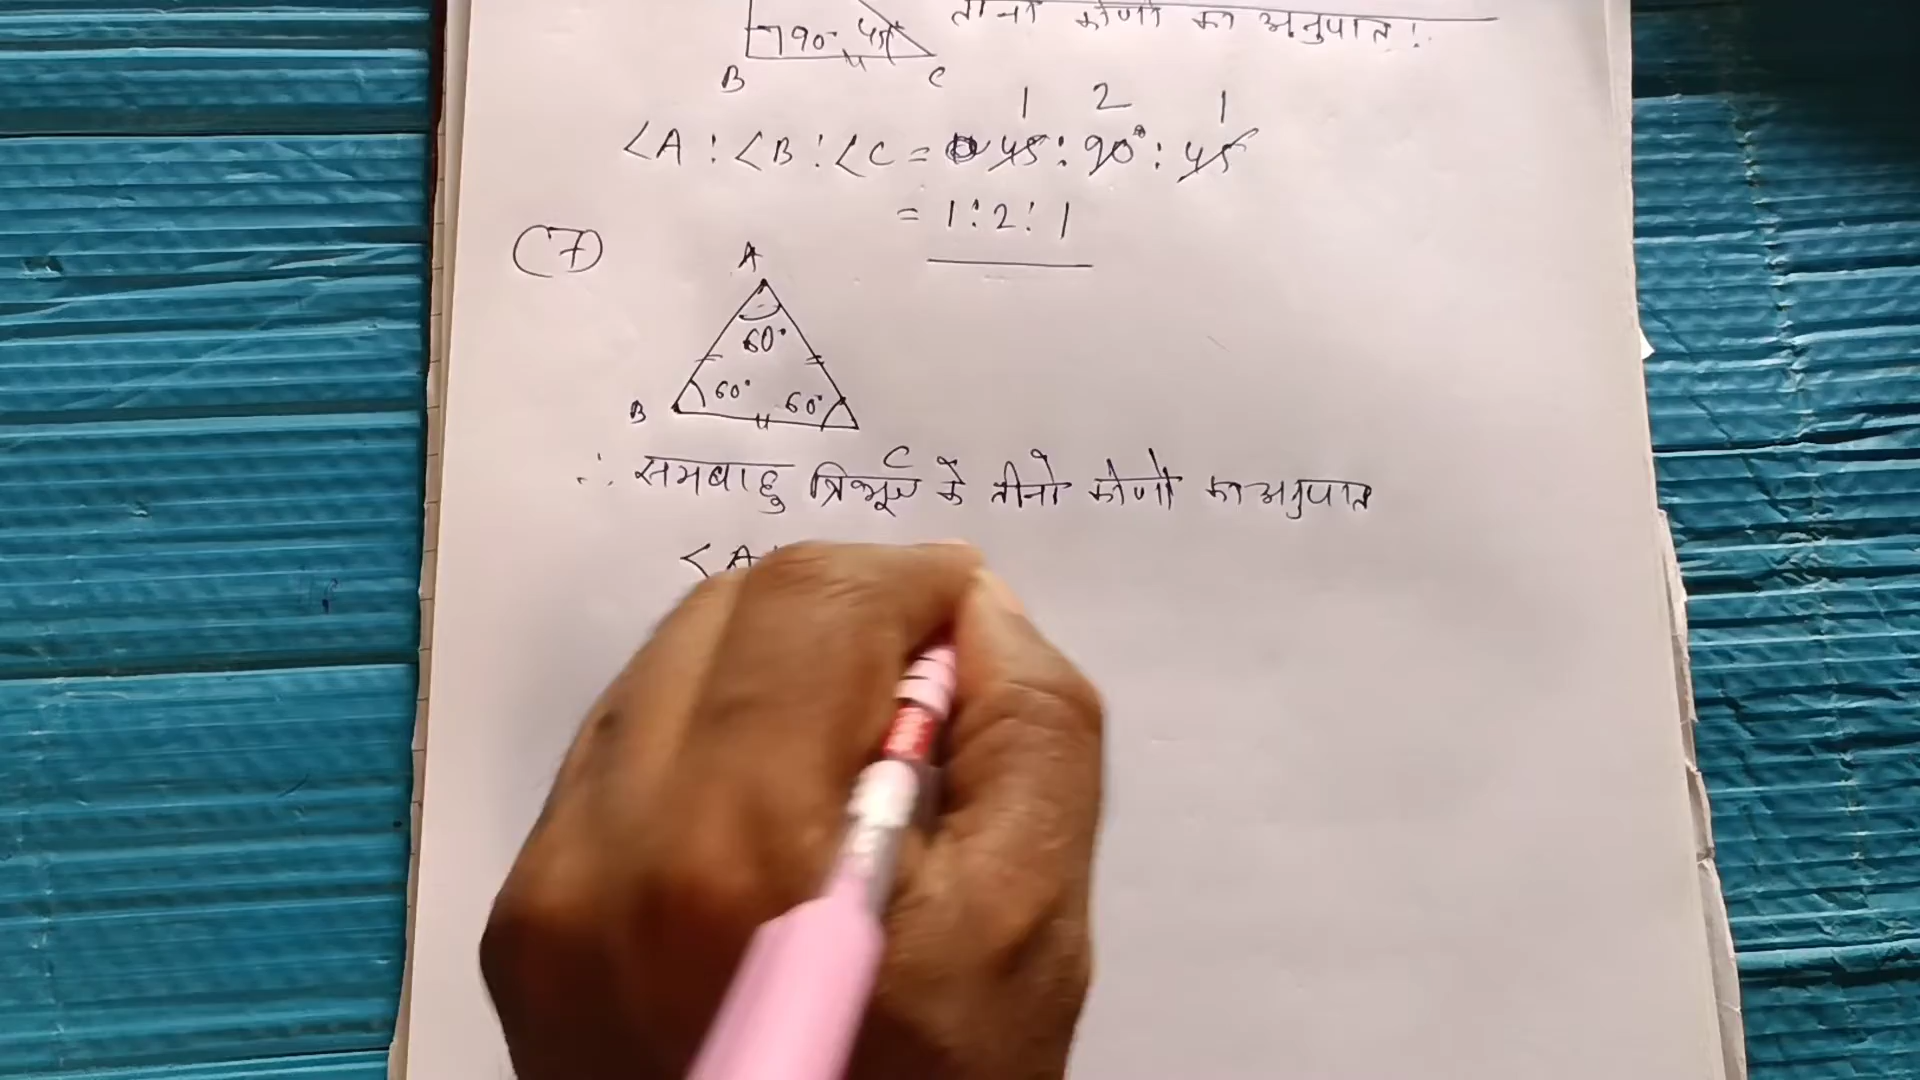 तीनो कोणो का अनुपात!
90° 45
B C
1 2 1
<A : <B : <C = 45 : 90° : 45
= 1:2:1
(7)
A
60°
60° 60°
B
C
∴ समबाहु त्रिभूज के तीनो कोणो का अनुपात
<A